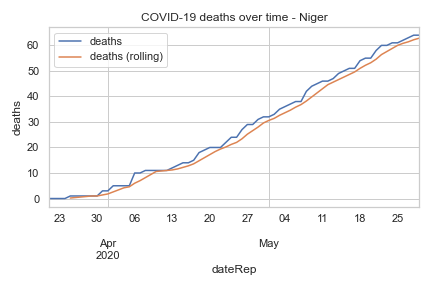 COVID-19 deaths over time - Niger
deaths
deaths (rolling)
deaths
60
50
40
30
20
10
0
23 30 06 13 20 27 04 11 18 25
Apr May
2020
dateRep